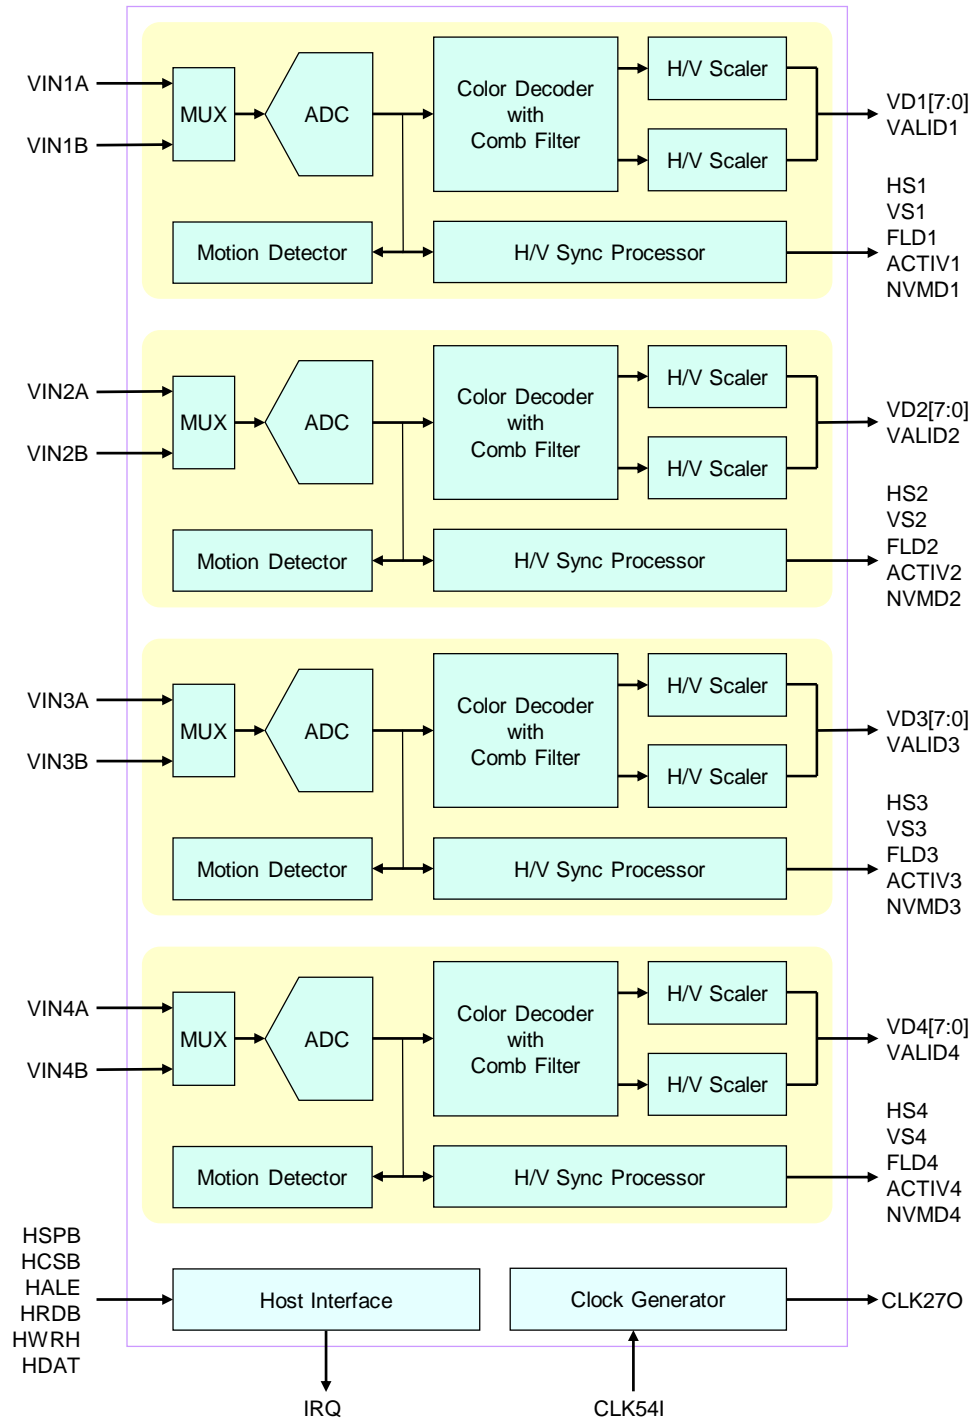 VIN1A
VIN1B
MUX
ADC
Color Decoder
with
Comb Filter
H/V Scaler
H/V Scaler
VD1[7:0]
VALID1
Motion Detector
H/V Sync Processor
HS1
VS1
FLD1
ACTIV1
NVMD1
VIN2A
VIN2B
MUX
ADC
Color Decoder
with
Comb Filter
H/V Scaler
H/V Scaler
VD2[7:0]
VALID2
Motion Detector
H/V Sync Processor
HS2
VS2
FLD2
ACTIV2
NVMD2
VIN3A
VIN3B
MUX
ADC
Color Decoder
with
Comb Filter
H/V Scaler
H/V Scaler
VD3[7:0]
VALID3
Motion Detector
H/V Sync Processor
HS3
VS3
FLD3
ACTIV3
NVMD3
VIN4A
VIN4B
MUX
ADC
Color Decoder
with
Comb Filter
H/V Scaler
H/V Scaler
VD4[7:0]
VALID4
Motion Detector
H/V Sync Processor
HS4
VS4
FLD4
ACTIV4
NVMD4
HSPB
HCSB
HALE
HRDB
HWRH
HDAT
Host Interface
Clock Generator
CLK27O
IRQ
CLK54I